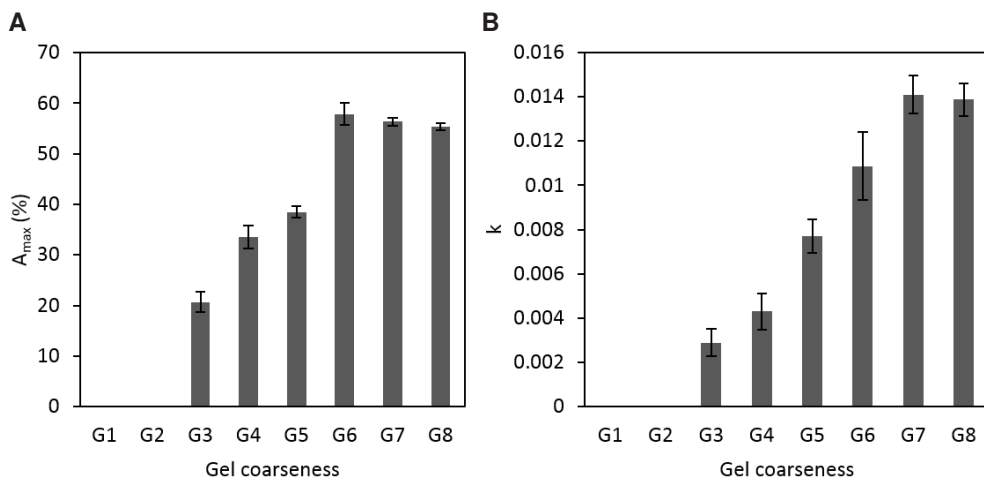 A
70
60
50
40
30
20
10
0
A_max (%)
G1 G2 G3 G4 G5 G6 G7 G8
Gel coarseness
B
0.016
0.014
0.012
0.01
0.008
0.006
0.004
0.002
0
k
G1 G2 G3 G4 G5 G6 G7 G8
Gel coarseness